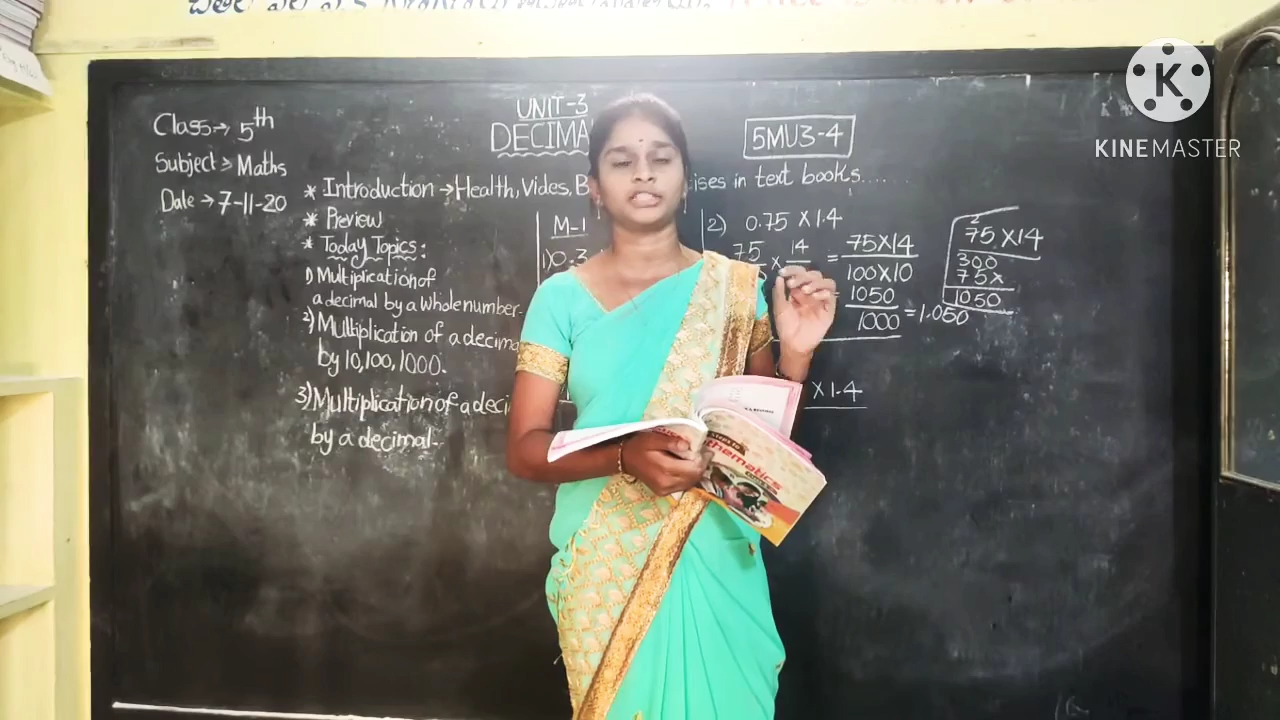 Class→ 5th
Subject→ Maths
Date → 7-11-20
UNIT-3
DECIMA
5MU3-4
* Introduction →Health, Vides, B ises in text books....
* Preview
* Today Topics:
1) Multiplication of
a decimal by a whole number.
2) Multiplication of a decima
by 10,100,1000.
3) Multiplication of a deci
by a decimal.
M-1
1) 0.3
2) 0.75 X 1.4
75 x 14 = 75X14
100X10
1050
1000 = 1.050
X 1.4
2
75 X 14
300
75x
1050
thematics
K
KINEMASTER